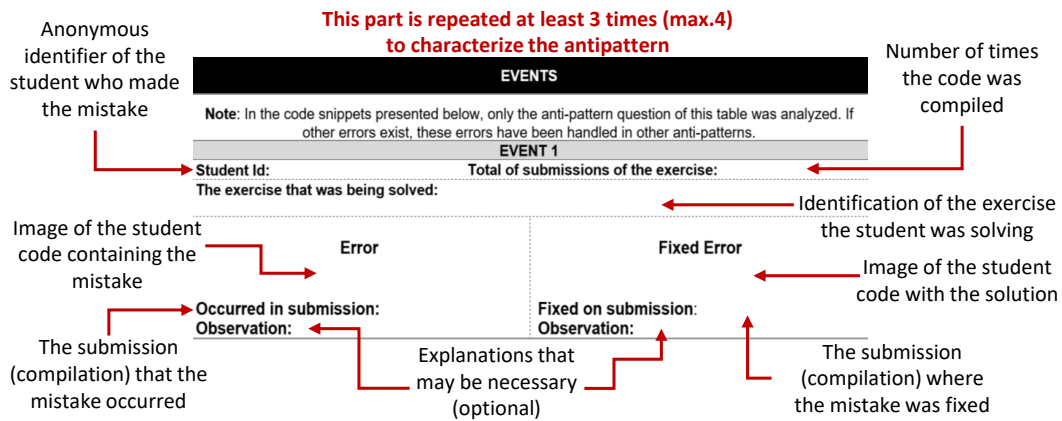 This part is repeated at least 3 times (max.4)
to characterize the antipattern
Anonymous
identifier of the
student who made
the mistake
Number of times
the code was
compiled
EVENTS
Note: In the code snippets presented below, only the anti-pattern question of this table was analyzed. If
other errors exist, these errors have been handled in other anti-patterns.
EVENT 1
Student Id:
Total of submissions of the exercise:
The exercise that was being solved:
Identification of the exercise
the student was solving
Image of the student
code containing the
mistake
Error
Fixed Error
Image of the student
code with the solution
Occurred in submission:
Observation:
Fixed on submission:
Observation:
The submission
(compilation) that the
mistake occurred
Explanations that
may be necessary
(optional)
The submission
(compilation) where
the mistake was fixed